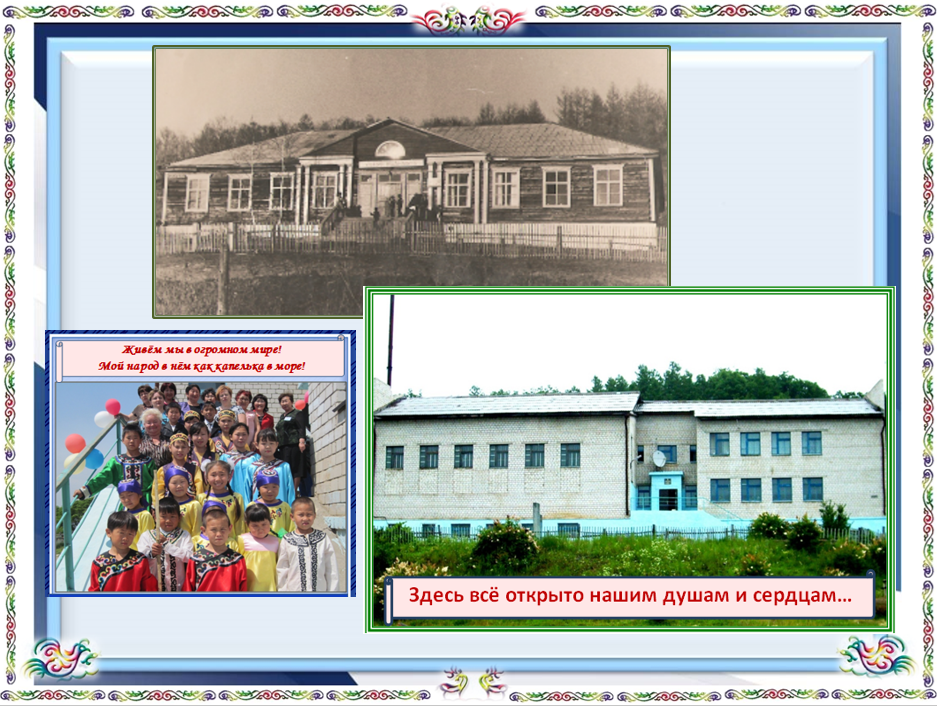 Живём мы в огромном мире!
Мой народ в нём как капелька в море!
Здесь всё открыто нашим душам и сердцам...